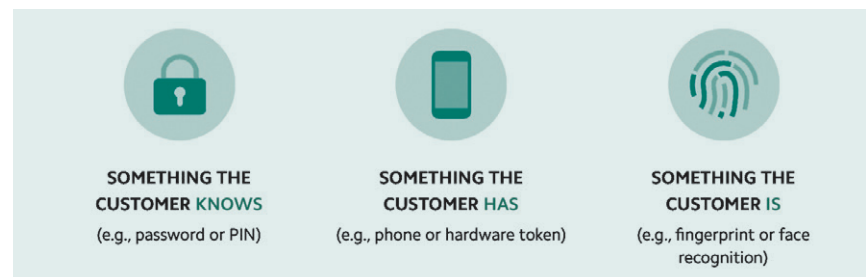 SOMETHING THE
CUSTOMER KNOWS
(e.g., password or PIN)
SOMETHING THE
CUSTOMER HAS
(e.g., phone or hardware token)
SOMETHING THE
CUSTOMER IS
(e.g., fingerprint or face
recognition)